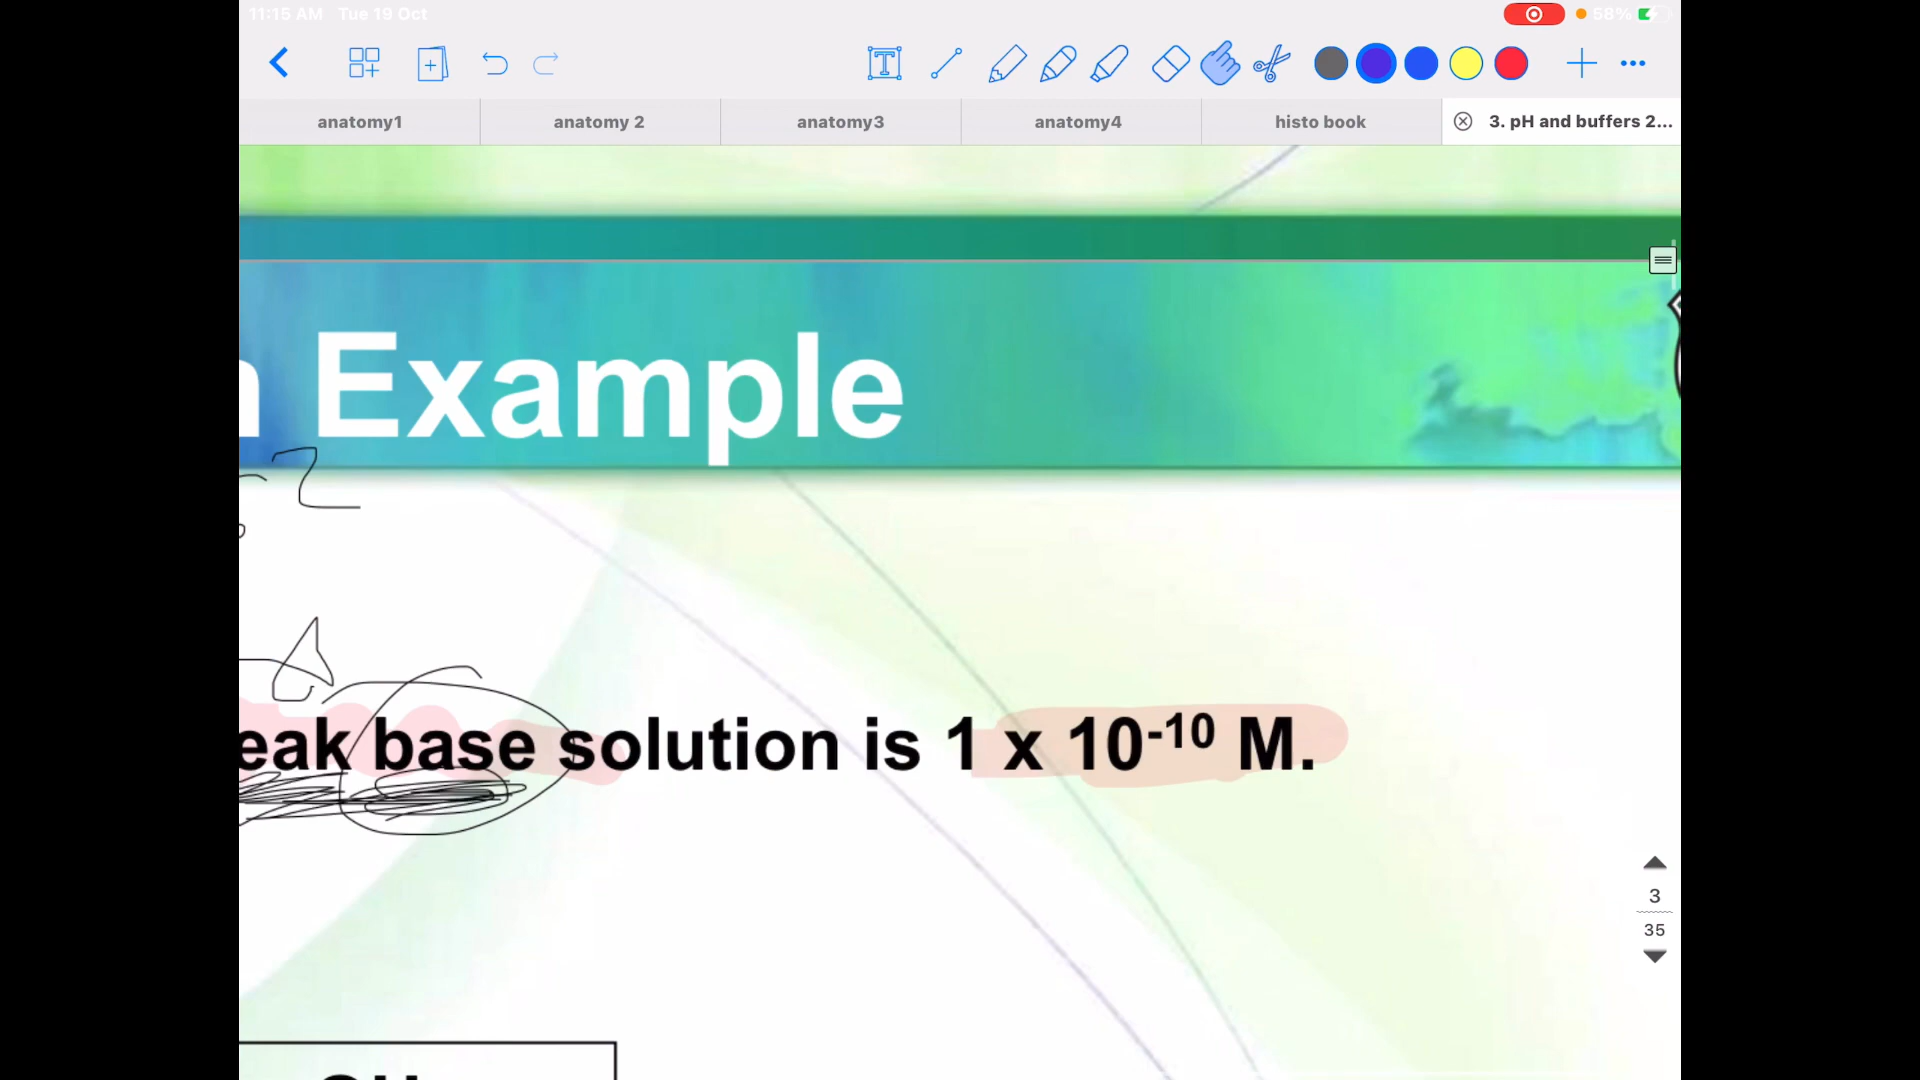 11:15 AM Tue 19 Oct
58%
T
anatomy1 anatomy 2 anatomy3 anatomy4 histo book 3. pH and buffers 2...
Example
eak base solution is 1 x 10⁻¹⁰ M.
3
35